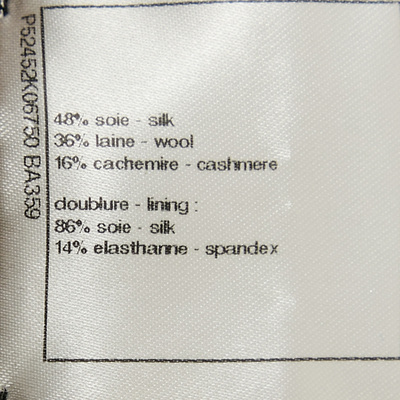 P52452K06750 BA359
48% soie - silk
36% laine - wool
16% cachemire - cashmere
doublure - lining :
86% soie - silk
14% elasthanne - spandex